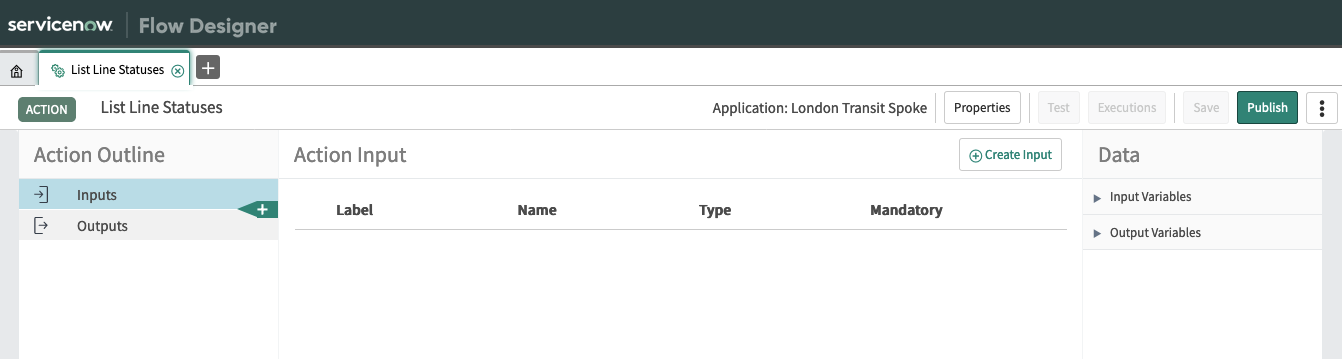 servicenow Flow Designer
List Line Statuses
ACTION List Line Statuses Application: London Transit Spoke Properties Test Executions Save Publish
Action Outline Action Input Create Input Data
Inputs Input Variables
Label Name Type Mandatory
Outputs Output Variables